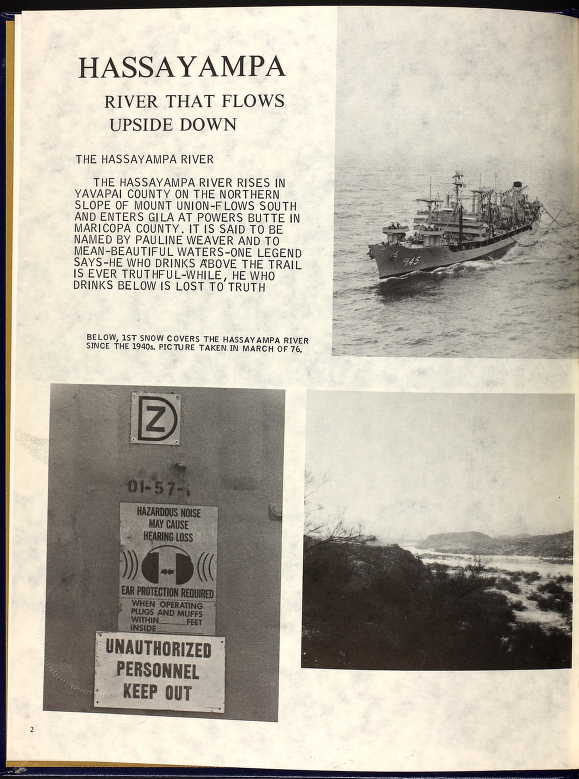 HASSAYAMPA
RIVER THAT FLOWS
UPSIDE DOWN
THE HASSAYAMPA RIVER
THE HASSAYAMPA RIVER RISES IN
YAVAPAI COUNTY ON THE NORTHERN
SLOPE OF MOUNT UNION-FLOWS SOUTH
AND ENTERS GILA AT POWERS BUTTE IN
MARICOPA COUNTY. IT IS SAID TO BE
NAMED BY PAULINE WEAVER AND TO
MEAN-BEAUTIFUL WATERS-ONE LEGEND
SAYS-HE WHO DRINKS ABOVE THE TRAIL
IS EVER TRUTHFUL-WHILE, HE WHO
DRINKS BELOW IS LOST TO TRUTH
BELOW, 1ST SNOW COVERS THE HASSAYAMPA RIVER
SINCE THE 1940s. PICTURE TAKEN IN MARCH OF 76.
Z
01-57-
HAZARDOUS NOISE
MAY CAUSE
HEARING LOSS
EAR PROTECTION REQUIRED
WHEN OPERATING
PLUGS AND MUFFS
WITHIN FEET
INSIDE
UNAUTHORIZED
PERSONNEL
KEEP OUT
2